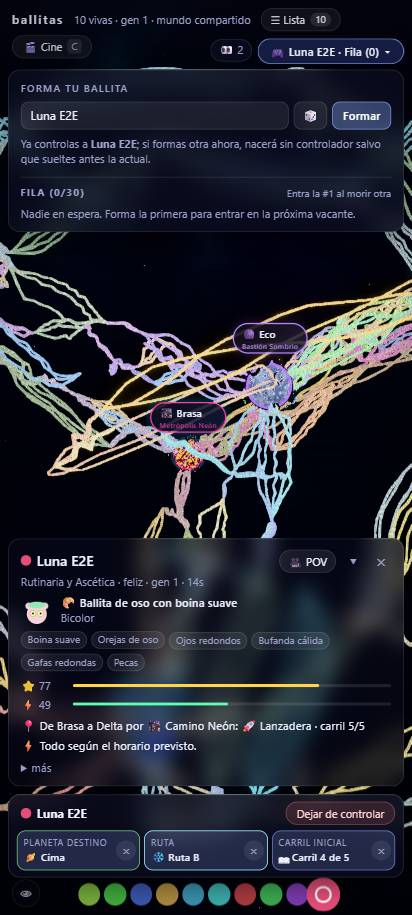 ballitas 10 vivas · gen 1 · mundo compartido ☰ Lista 10
🎬 Cine C 👀 2 🎮 Luna E2E · Fila (0)
FORMA TU BALLITA
Luna E2E 🎲 Formar
Ya controlas a Luna E2E; si formas otra ahora, nacerá sin controlador salvo
que sueltes antes la actual.
FILA (0/30) Entra la #1 al morir otra
Nadie en espera. Forma la primera para entrar en la próxima vacante.
Eco
Bastión Sombrío
Brasa
Metrópolis Neón
Luna E2E POV ▼ ×
Rutinaria y Ascética · feliz · gen 1 · 14s
🥐 Ballita de oso con boina suave
Bicolor
Boina suave Orejas de oso Ojos redondos Bufanda cálida
Gafas redondas Pecas
⭐ 77
⚡ 49
📍 De Brasa a Delta por Camino Neón: 🚀 Lanzadera · carril 5/5
⚡ Todo según el horario previsto.
▶ más
Luna E2E Dejar de controlar
PLANETA DESTINO RUTA CARRIL INICIAL
🪐 Cima × ❄️ Ruta B × Carril 4 de 5 ×